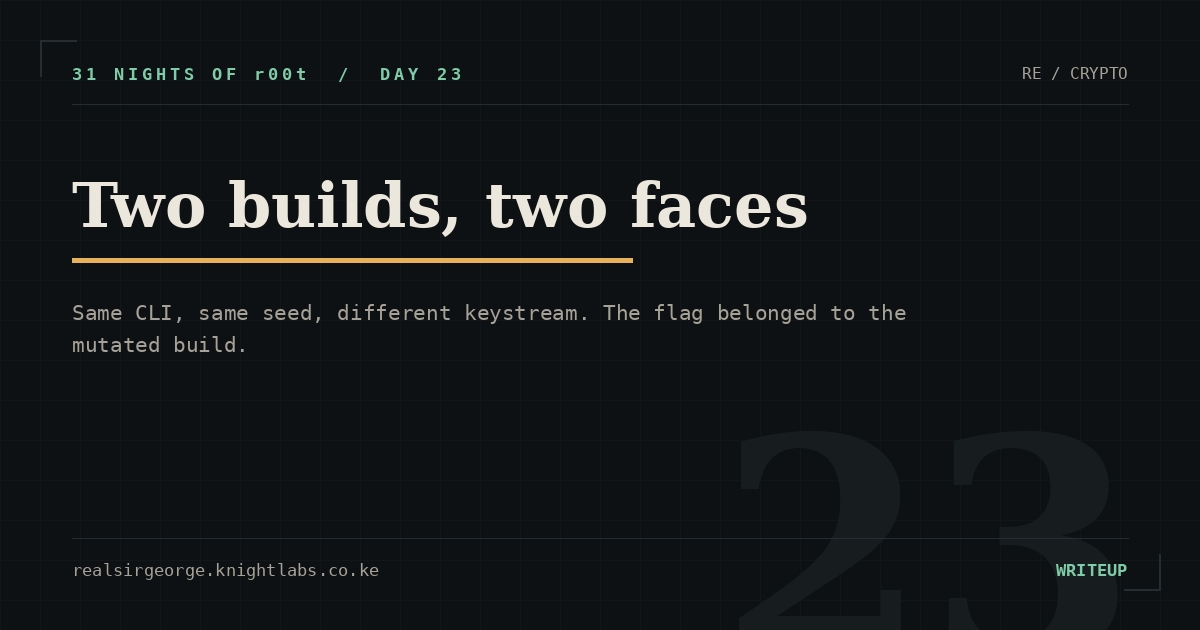 31 NIGHTS OF r00t / DAY 23
RE / CRYPTO
Two builds, two faces
Same CLI, same seed, different keystream. The flag belonged to the
mutated build.
23
realsirgeorge.knightlabs.co.ke
WRITEUP